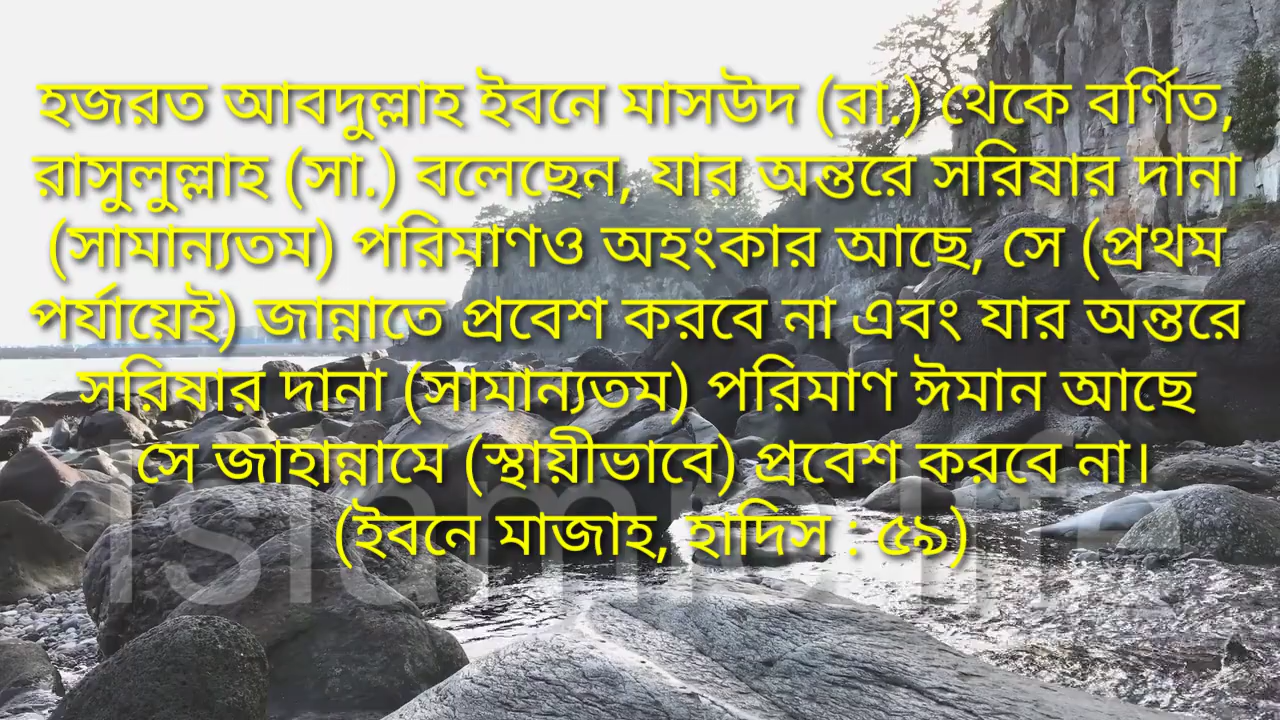 হজরত আবদুল্লাহ ইবনে মাসউদ (রা.) থেকে বর্ণিত,
রাসুলুল্লাহ (সা.) বলেছেন, যার অন্তরে সরিষার দানা
(সামান্যতম) পরিমাণও অহংকার আছে, সে (প্রথম
পর্যায়েই) জান্নাতে প্রবেশ করবে না এবং যার অন্তরে
সরিষার দানা (সামান্যতম) পরিমাণ ঈমান আছে
সে জাহান্নামে (স্থায়ীভাবে) প্রবেশ করবে না।
(ইবনে মাজাহ, হাদিস : ৫৯)